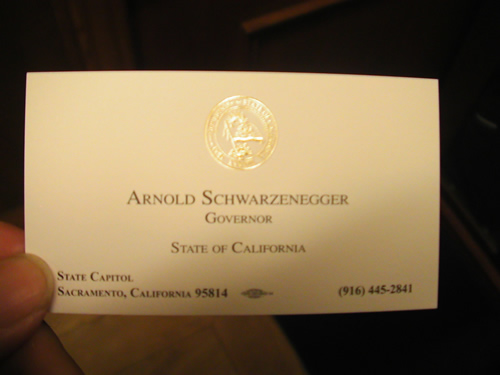 Arnold Schwarzenegger
Governor
State of California
State Capitol
Sacramento, California 95814
(916) 445-2841